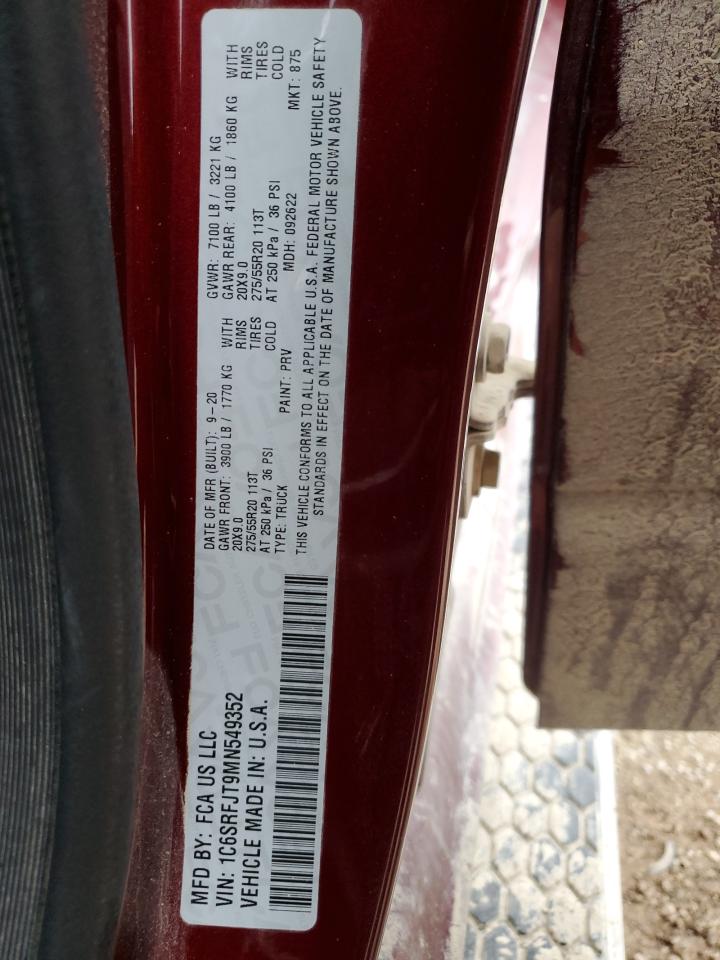 MFD BY: FCA US LLC
VIN: 1C6SRFJT9MN549352
VEHICLE MADE IN: U.S.A.
DATE OF MFR (BUILT): 9-20 GVWR: 7100 LB / 3221 KG
GAWR FRONT: 3900 LB / 1770 KG WITH GAWR REAR: 4100 LB / 1860 KG WITH
20X9.0 RIMS 20X9.0 RIMS
275/55R20 113T TIRES 275/55R20 113T TIRES
AT 250 kPa / 36 PSI COLD AT 250 kPa / 36 PSI COLD
TYPE: TRUCK PAINT: PRV MDH: 092622 MKT: 875
THIS VEHICLE CONFORMS TO ALL APPLICABLE U.S.A. FEDERAL MOTOR VEHICLE SAFETY
STANDARDS IN EFFECT ON THE DATE OF MANUFACTURE SHOWN ABOVE.